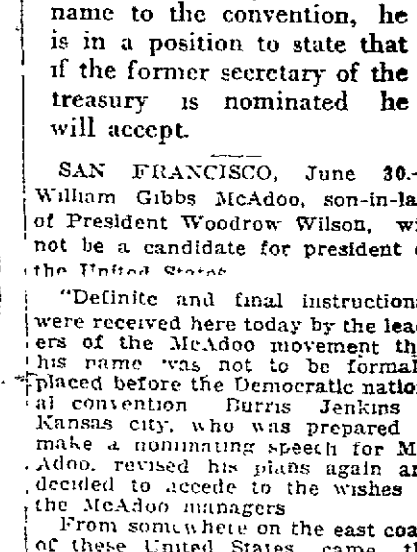 name to the convention, he
is in a position to state that
if the former secretary of the
treasury is nominated he
will accept.
SAN FRANCISCO, June 30.-
William Gibbs McAdoo, son-in-la
of President Woodrow Wilson, wi
not be a candidate for president o
the United States
"Definite and final instruction
were received here today by the lead
ers of the McAdoo movement th
his name was not to be formal
placed before the Democratic natio
al convention Burris Jenkins
Kansas city, who was prepared
make a nominating speech for M
Adoo, revised his plans again an
decided to accede to the wishes
the McAdoo managers
From somewhere on the east coa
of these United States came th